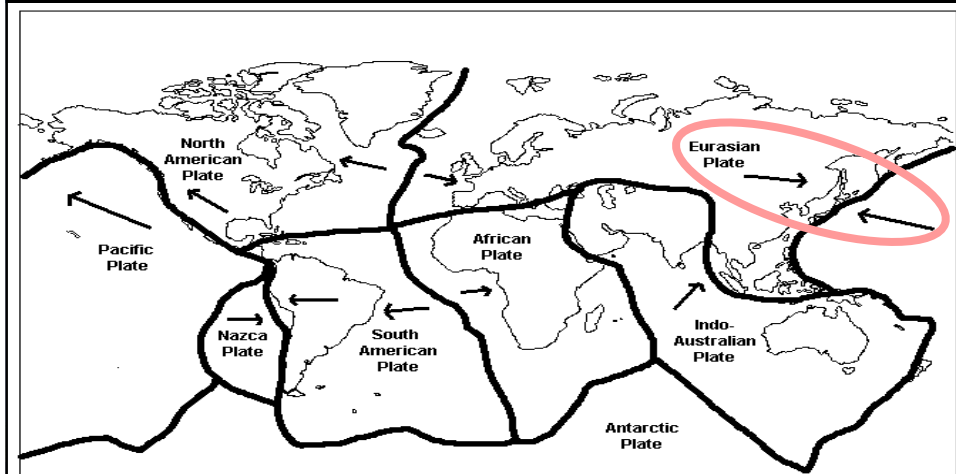 North
American
Plate
Eurasian
Plate
Pacific
Plate
African
Plate
Nazca
Plate
South
American
Plate
Indo-
Australian
Plate
Antarctic
Plate